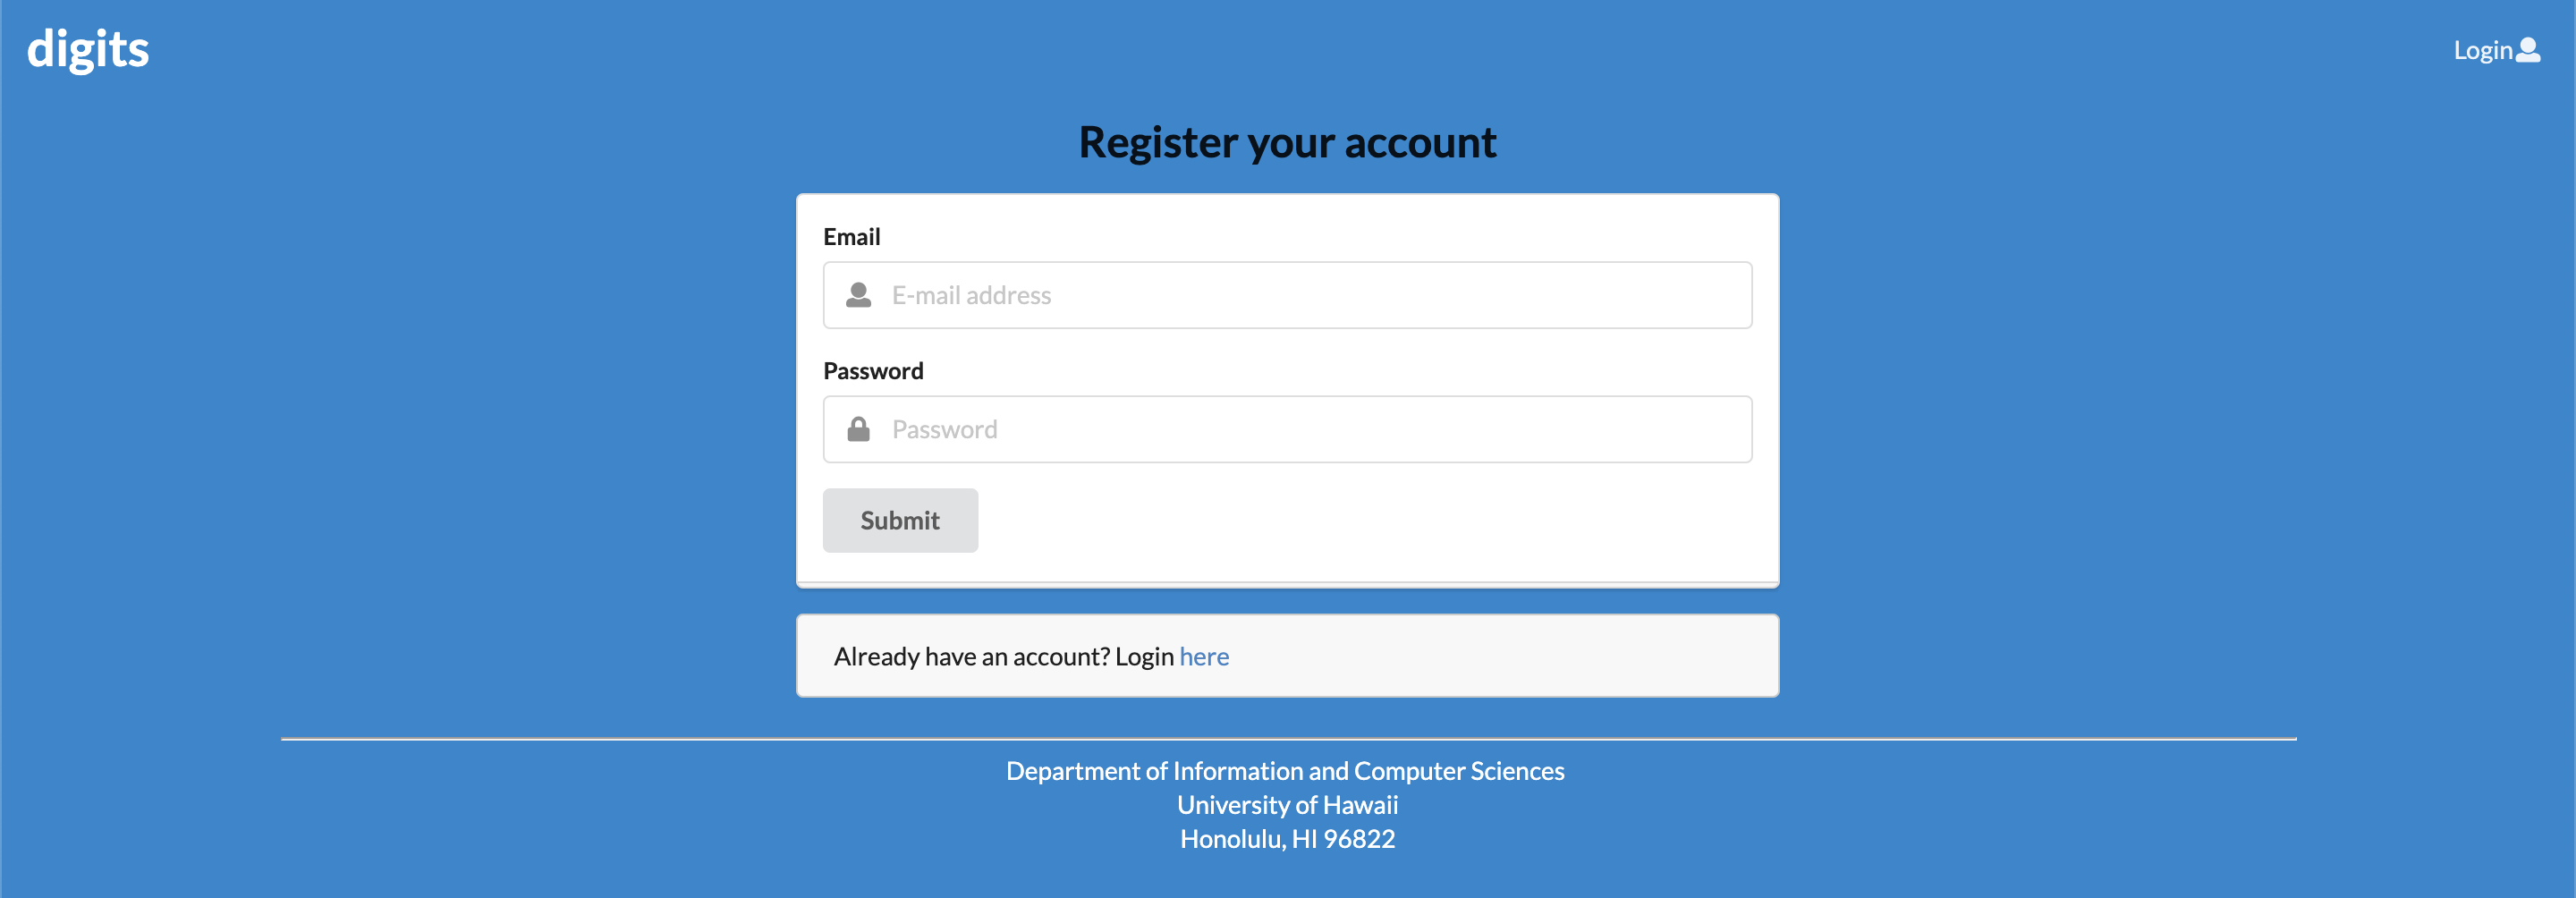 digits
Login
Register your account
Email
E-mail address
Password
Password
Submit
Already have an account? Login here
Department of Information and Computer Sciences
University of Hawaii
Honolulu, HI 96822